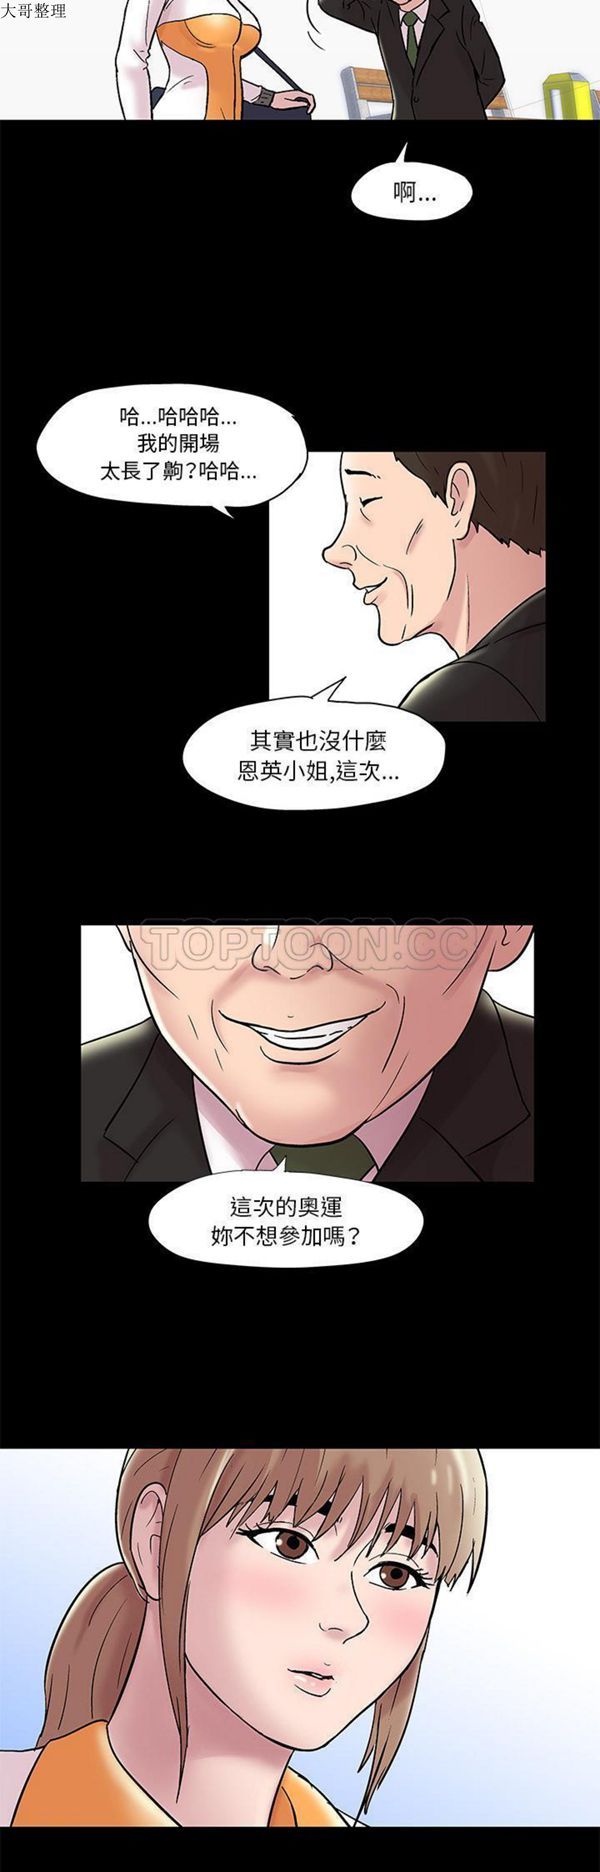 大哥整理
啊...
哈...哈哈哈...
我的開場
太長了齁?哈哈...
其實也沒什麼
恩英小姐,這次...
TOPTOON.CC
這次的奧運
妳不想參加嗎?